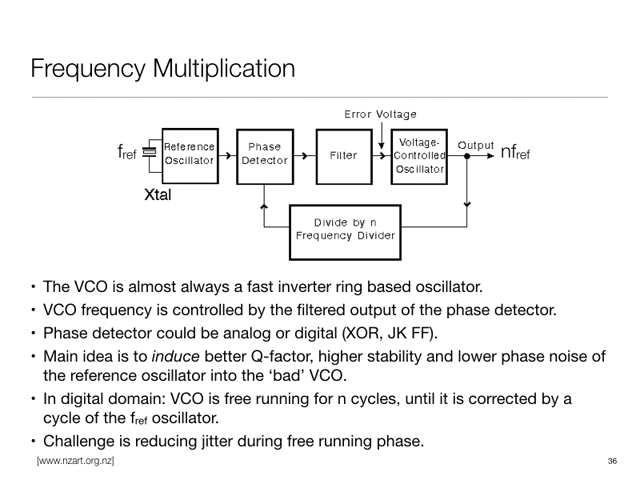 Frequency Multiplication
Error Voltage
fref
Xtal
Reference
Oscillator
Phase
Detector
Filter
Voltage-
Controlled
Oscillator
Output
nfref
Divide by n
Frequency Divider
• The VCO is almost always a fast inverter ring based oscillator.
• VCO frequency is controlled by the filtered output of the phase detector.
• Phase detector could be analog or digital (XOR, JK FF).
• Main idea is to induce better Q-factor, higher stability and lower phase noise of
the reference oscillator into the ‘bad’ VCO.
• In digital domain: VCO is free running for n cycles, until it is corrected by a
cycle of the fref oscillator.
• Challenge is reducing jitter during free running phase.
[www.nzart.org.nz]
36